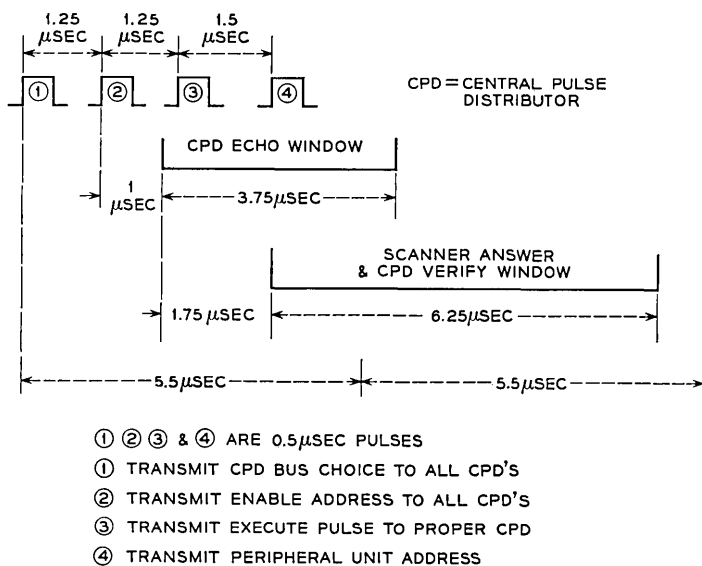 1.25
μSEC
1.25
μSEC
1.5
μSEC
① ② ③ ④
CPD = CENTRAL PULSE
DISTRIBUTOR
CPD ECHO WINDOW
1
μSEC
3.75μSEC
SCANNER ANSWER
& CPD VERIFY WINDOW
1.75 μSEC
6.25μSEC
5.5μSEC
5.5μSEC
① ② ③ & ④ ARE 0.5μSEC PULSES
① TRANSMIT CPD BUS CHOICE TO ALL CPD'S
② TRANSMIT ENABLE ADDRESS TO ALL CPD'S
③ TRANSMIT EXECUTE PULSE TO PROPER CPD
④ TRANSMIT PERIPHERAL UNIT ADDRESS